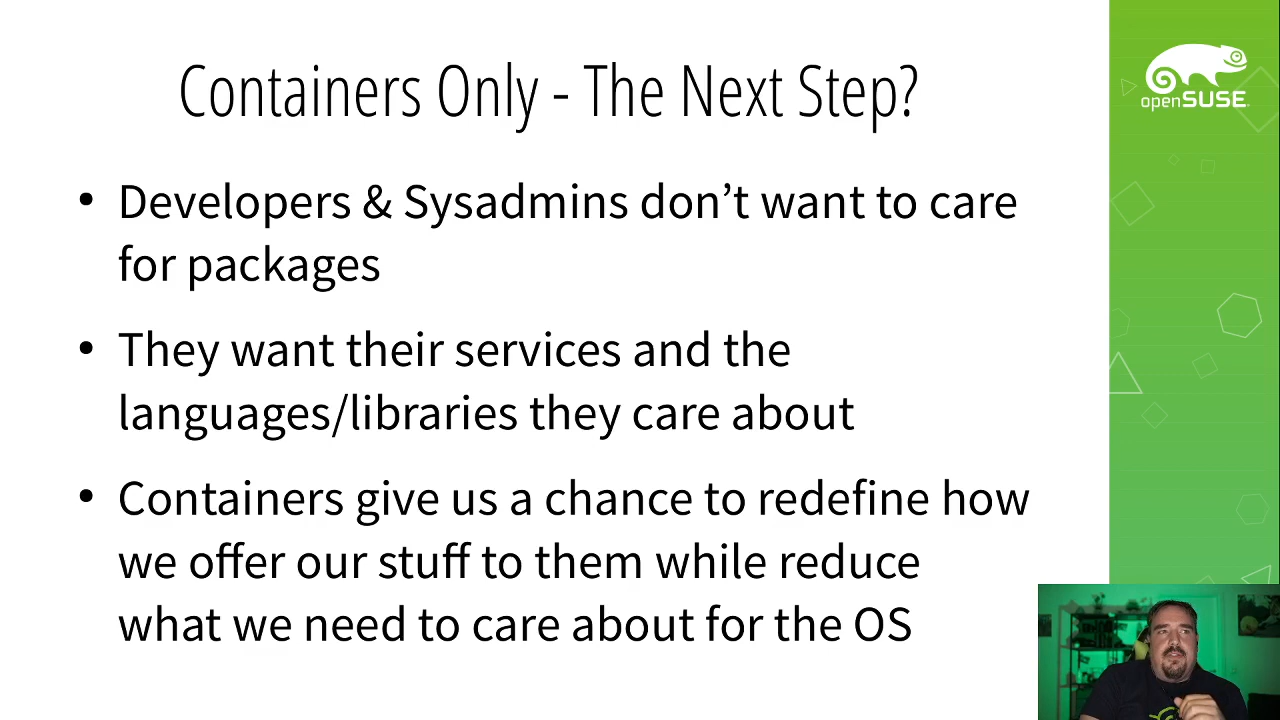 Containers Only - The Next Step?
openSUSE
• Developers & Sysadmins don’t want to care
for packages
• They want their services and the
languages/libraries they care about
• Containers give us a chance to redefine how
we offer our stuff to them while reduce
what we need to care about for the OS